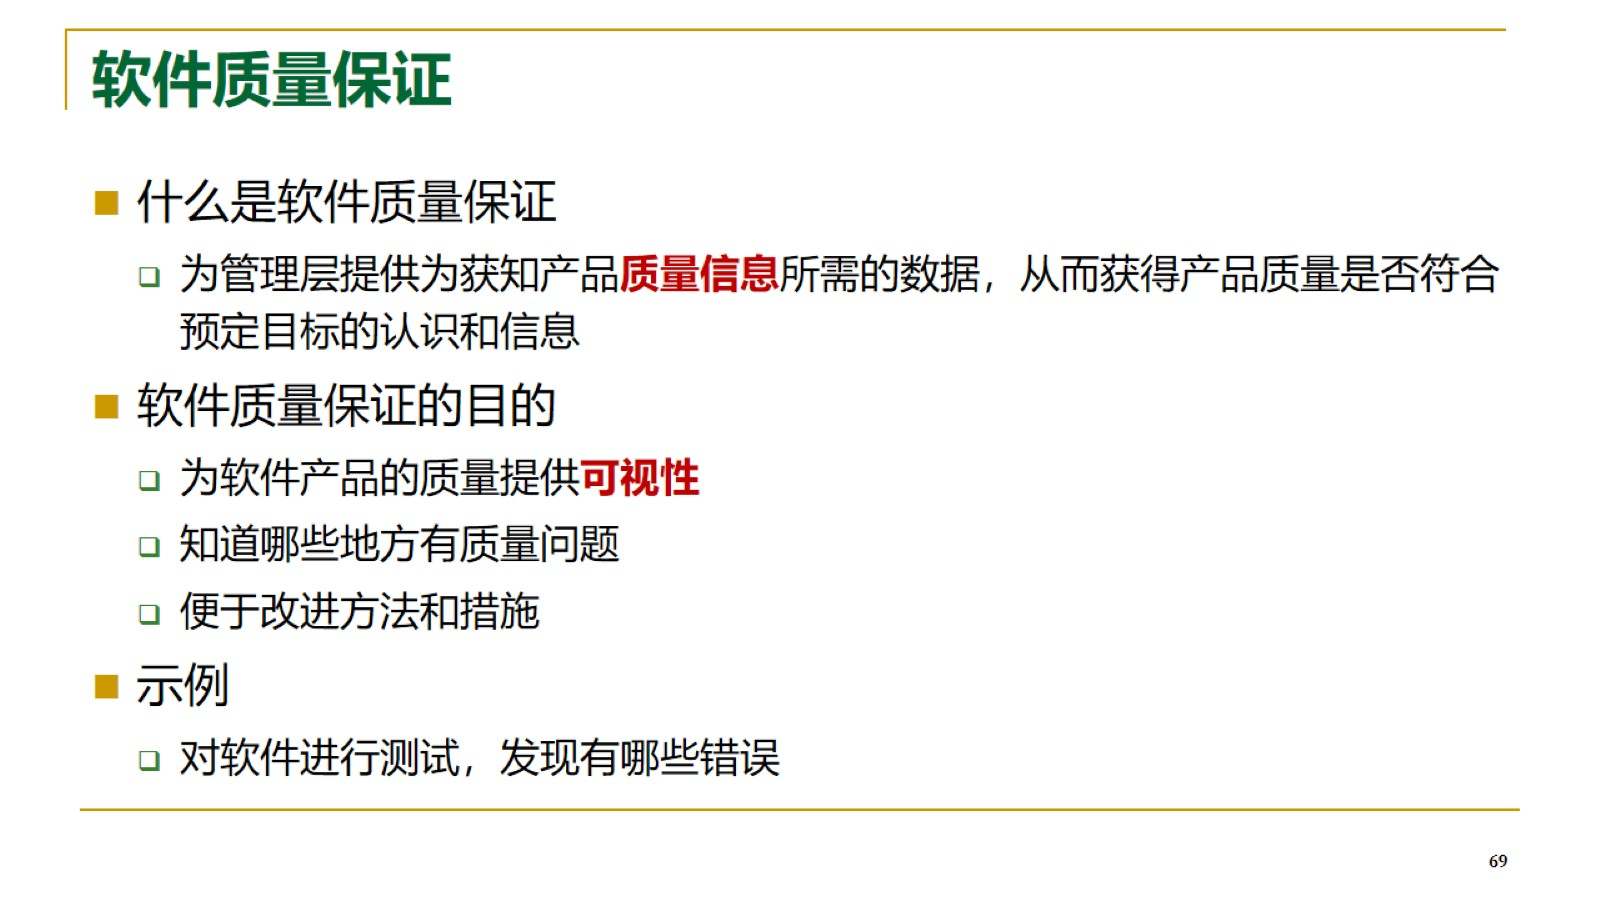 软件质量保证
什么是软件质量保证
为管理层提供为获知产品质量信息所需的数据，从而获得产品质量是否符合
预定目标的认识和信息
软件质量保证的目的
为软件产品的质量提供可视性
知道哪些地方有质量问题
便于改进方法和措施
示例
对软件进行测试，发现有哪些错误
69